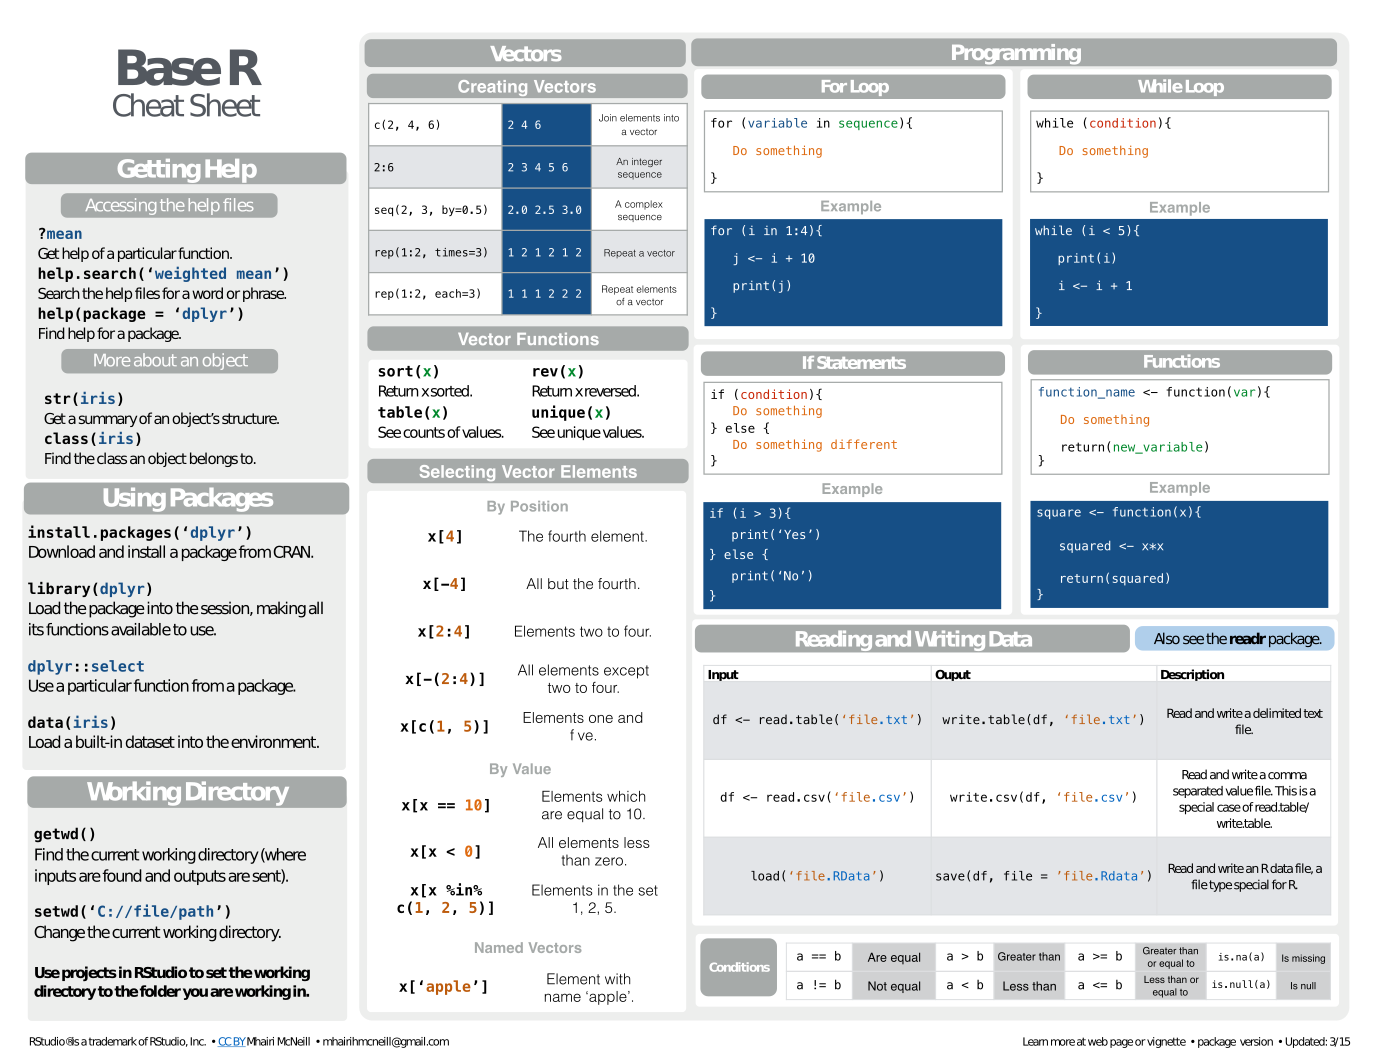 Base R
Cheat Sheet
Getting Help
Accessing the help files
?mean
Get help of a particular function.
help.search(‘weighted mean’)
Search the help files for a word or phrase.
help(package = ‘dplyr’)
Find help for a package.
More about an object
str(iris)
Get a summary of an object’s structure.
class(iris)
Find the class an object belongs to.
Using Packages
install.packages(‘dplyr’)
Download and install a package from CRAN.
library(dplyr)
Load the package into the session, making all
its functions available to use.
dplyr::select
Use a particular function from a package.
data(iris)
Load a built-in dataset into the environment.
Working Directory
getwd()
Find the current working directory (where
inputs are found and outputs are sent).
setwd(‘C://file/path’)
Change the current working directory.
Use projects in RStudio to set the working
directory to the folder you are working in.
Vectors
Creating Vectors
c(2, 4, 6) 2 4 6 Join elements into
a vector
2:6 2 3 4 5 6 An integer
sequence
seq(2, 3, by=0.5) 2.0 2.5 3.0 A complex
sequence
rep(1:2, times=3) 1 2 1 2 1 2 Repeat a vector
rep(1:2, each=3) 1 1 1 2 2 2 Repeat elements
of a vector
Vector Functions
sort(x) rev(x)
Return x sorted. Return x reversed.
table(x) unique(x)
See counts of values. See unique values.
Selecting Vector Elements
By Position
x[4] The fourth element.
x[-4] All but the fourth.
x[2:4] Elements two to four.
x[-(2:4)] All elements except
two to four.
x[c(1, 5)] Elements one and
f ve.
By Value
x[x == 10] Elements which
are equal to 10.
x[x < 0] All elements less
than zero.
x[x %in% Elements in the set
c(1, 2, 5)] 1, 2, 5.
Named Vectors
x[‘apple’] Element with
name ‘apple’.
Programming
For Loop
for (variable in sequence){
Do something
}
Example
for (i in 1:4){
j <- i + 10
print(j)
}
While Loop
while (condition){
Do something
}
Example
while (i < 5){
print(i)
i <- i + 1
}
If Statements
if (condition){
Do something
} else {
Do something different
}
Example
if (i > 3){
print(‘Yes’)
} else {
print(‘No’)
}
Functions
function_name <- function(var){
Do something
return(new_variable)
}
Example
square <- function(x){
squared <- x*x
return(squared)
}
Reading and Writing Data Also see the readr package.
Input Ouput Description
df <- read.table(‘file.txt’) write.table(df, ‘file.txt’) Read and write a delimited text
file.
df <- read.csv(‘file.csv’) write.csv(df, ‘file.csv’) Read and write a comma
separated value file. This is a
special case of read.table/
write.table.
load(‘file.RData’) save(df, file = ’file.Rdata’) Read and write an R data file, a
file type special for R.
Conditions
a == b Are equal a > b Greater than a >= b Greater than
or equal to is.na(a) Is missing
a != b Not equal a < b Less than a <= b Less than or
equal to is.null(a) Is null
RStudio® is a trademark of RStudio, Inc. • CC BY Mhairi McNeill • mhairihmcneill@gmail.com
Learn more at web page or vignette • package version • Updated: 3/15